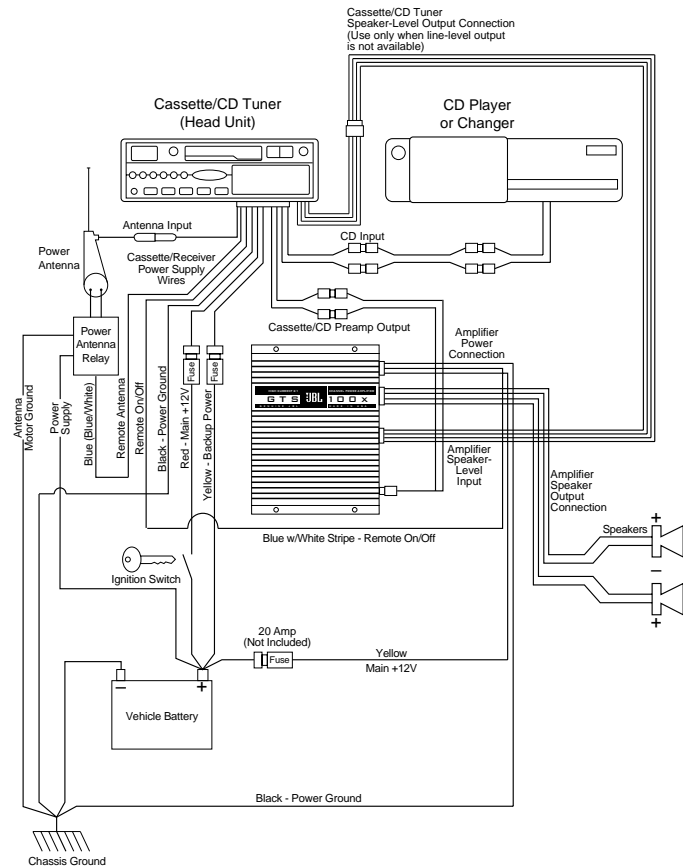 Cassette/CD Tuner
Speaker-Level Output Connection
(Use only when line-level output
is not available)
Cassette/CD Tuner
(Head Unit)
CD Player
or Changer
Antenna Input
Power
Antenna
CD Input
Cassette/Receiver
Power Supply
Wires
Cassette/CD Preamp Output
Power
Antenna
Relay
Fuse
Fuse
Amplifier
Power
Connection
GTS JBL 100x
Antenna
Motor Ground
Power
Supply
Blue (Blue/White)
Remote Antenna
Remote On/Off
Black - Power Ground
Red - Main +12V
Yellow - Backup Power
Amplifier
Speaker-
Level
Input
Amplifier
Speaker
Output
Connection
Speakers
+
–
+
Blue w/White Stripe - Remote On/Off
Ignition Switch
20 Amp
(Not Included)
Fuse
Yellow
Main +12V
– +
Vehicle Battery
Black - Power Ground
Chassis Ground